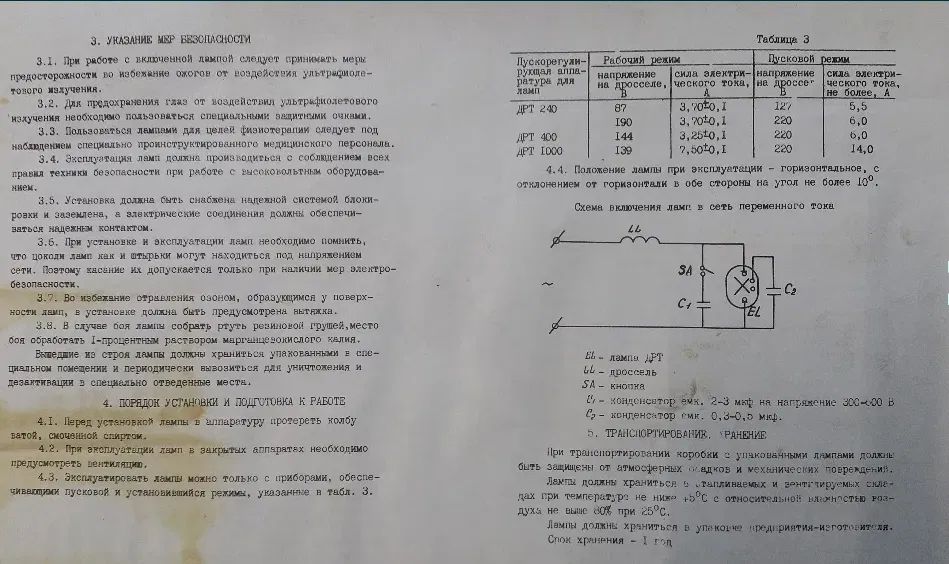 3. УКАЗАНИЕ МЕР БЕЗОПАСНОСТИ
3.1. При работе с включенной лампой следует принимать меры
предосторожности во избежание ожогов от воздействия ультрафиоле-
тового излучения.
3.2. Для предохранения глаз от воздействия ультрафиолетового
излучения необходимо пользоваться специальными защитными очками.
3.3. Пользоваться лампами для целей физиотерапии следует под
наблюдением специально проинструктированного медицинского персонала.
3.4. Эксплуатация ламп должна производиться с соблюдением всех
правил техники безопасности при работе с высоковольтным оборудова-
нием.
3.5. Установка должна быть снабжена надежной системой блоки-
ровки и заземлена, а электрические соединения должны обеспечи-
ваться надежным контактом.
3.6. При установке и эксплуатации ламп необходимо помнить,
что цоколи ламп как и штырьки могут находиться под напряжением
сети. Поэтому касание их допускается только при наличии мер электро-
безопасности.
3.7. Во избежание отравления озоном, образующимся у поверх-
ности ламп, в установке должна быть предусмотрена вытяжка.
3.8. В случае боя лампы собрать ртуть резиновой грушей, место
боя обработать 1-процентным раствором марганцевокислого калия.
Вышедшие из строя лампы должны храниться упакованными в спе-
циальном помещении и периодически вывозиться для уничтожения и
дезактивации в специально отведенные места.
4. ПОРЯДОК УСТАНОВКИ И ПОДГОТОВКА К РАБОТЕ
4.1. Перед установкой лампы в аппаратуру протереть колбу
ватой, смоченной спиртом.
4.2. При эксплуатации ламп в закрытых аппаратах необходимо
предусмотреть вентиляцию.
4.3. Эксплуатировать лампы можно только с приборами, обеспе-
чивающими пусковой и установившийся режимы, указанные в табл. 3.
Таблица 3
Пускорегули-
рующая аппа-
ратура для
ламп
Рабочий режим
Пусковой режим
напряжение на дросселе, В
сила электри-ческого тока, А
напряжение на дроссе В
сила электри-ческого тока, не более, А
ДРТ 240 87 3,70±0,1 127 5,5
190 3,70±0,1 220 6,0
ДРТ 400 144 3,25±0,1 220 6,0
ДРТ 1000 139 7,50±0,1 220 14,0
4.4. Положение лампы при эксплуатации - горизонтальное, с
отклонением от горизонтали в обе стороны на угол не более 10°.
Схема включения ламп в сеть переменного тока
LL
SA
C₁
C₂
EL
~
EL - лампа ДРТ
LL - дроссель
SA - кнопка
C₁ - конденсатор емк. 2-3 мкф на напряжение В
C₂ - конденсатор емк. 0,3-0,5 мкф.
5. ТРАНСПОРТИРОВАНИЕ. ХРАНЕНИЕ
При транспортировании коробки с упакованными лампами должны
быть защищены от атмосферных осадков и механических повреждений.
Лампы должны храниться в отапливаемых и вентилируемых скла-
дах при температуре не ниже +5°С с относительной влажностью воз-
духа не выше 80% при 25°С.
Лампы должны храниться в упаковке предприятия-изготовителя.
Срок хранения - 1 год